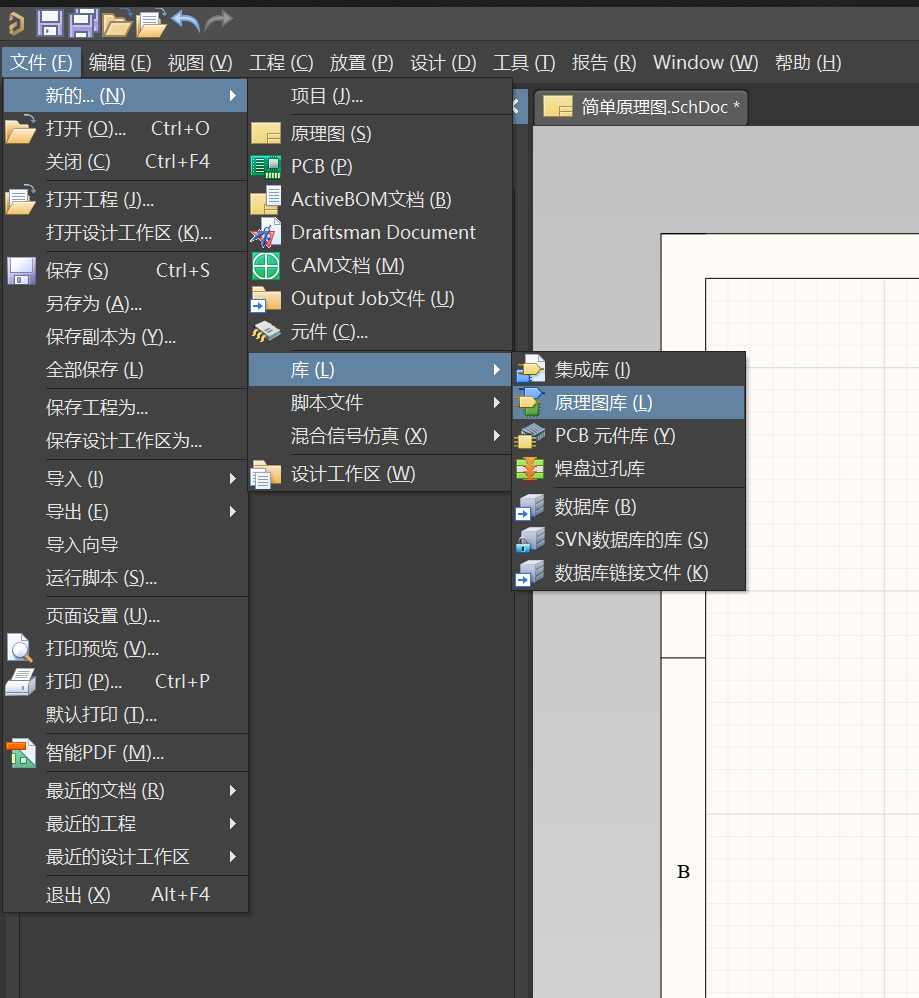 文件 (F) 编辑 (E) 视图 (V) 工程 (C) 放置 (P) 设计 (D) 工具 (T) 报告 (R) Window (W) 帮助 (H)
简单原理图.SchDoc *
新的... (N)
打开 (O)... Ctrl+O
关闭 (C) Ctrl+F4
打开工程 (J)...
打开设计工作区 (K)...
保存 (S) Ctrl+S
另存为 (A)...
保存副本为 (Y)...
全部保存 (L)
保存工程为...
保存设计工作区为...
导入 (I)
导出 (E)
导入向导
运行脚本 (S)...
页面设置 (U)...
打印预览 (V)...
打印 (P)... Ctrl+P
默认打印 (T)...
智能PDF (M)...
最近的文档 (R)
最近的工程
最近的设计工作区
退出 (X) Alt+F4
项目 (J)...
原理图 (S)
PCB (P)
ActiveBOM文档 (B)
Draftsman Document
CAM文档 (M)
Output Job文件 (U)
元件 (C)...
库 (L)
脚本文件
混合信号仿真 (X)
设计工作区 (W)
集成库 (I)
原理图库 (L)
PCB 元件库 (Y)
焊盘过孔库
数据库 (B)
SVN数据库的库 (S)
数据库链接文件 (K)
B